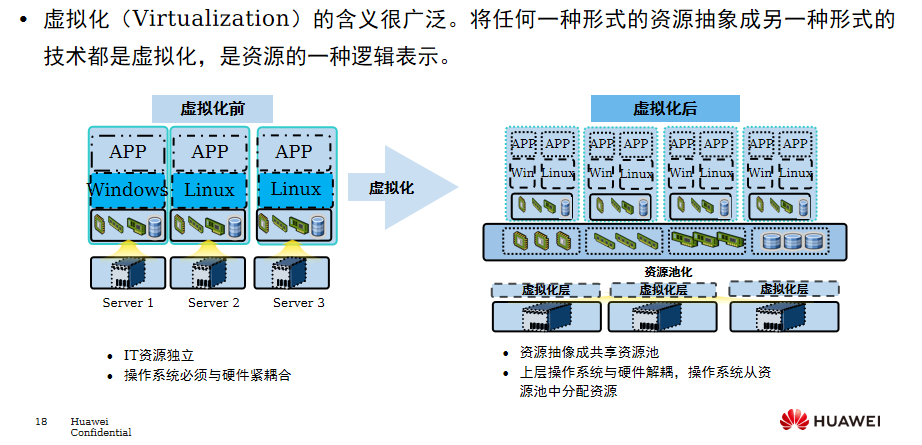 • 虚拟化（Virtualization）的含义很广泛。将任何一种形式的资源抽象成另一种形式的
技术都是虚拟化，是资源的一种逻辑表示。
虚拟化前
APP APP APP
Windows Linux Linux
Server 1 Server 2 Server 3
• IT资源独立
• 操作系统必须与硬件紧耦合
虚拟化
虚拟化后
APP APP APP APP APP APP APP APP
Win Linux Win Linux Win Linux Win Linux
资源池化
虚拟化层 虚拟化层 虚拟化层
• 资源抽像成共享资源池
• 上层操作系统与硬件解耦，操作系统从资
源池中分配资源
18 Huawei
Confidential
HUAWEI